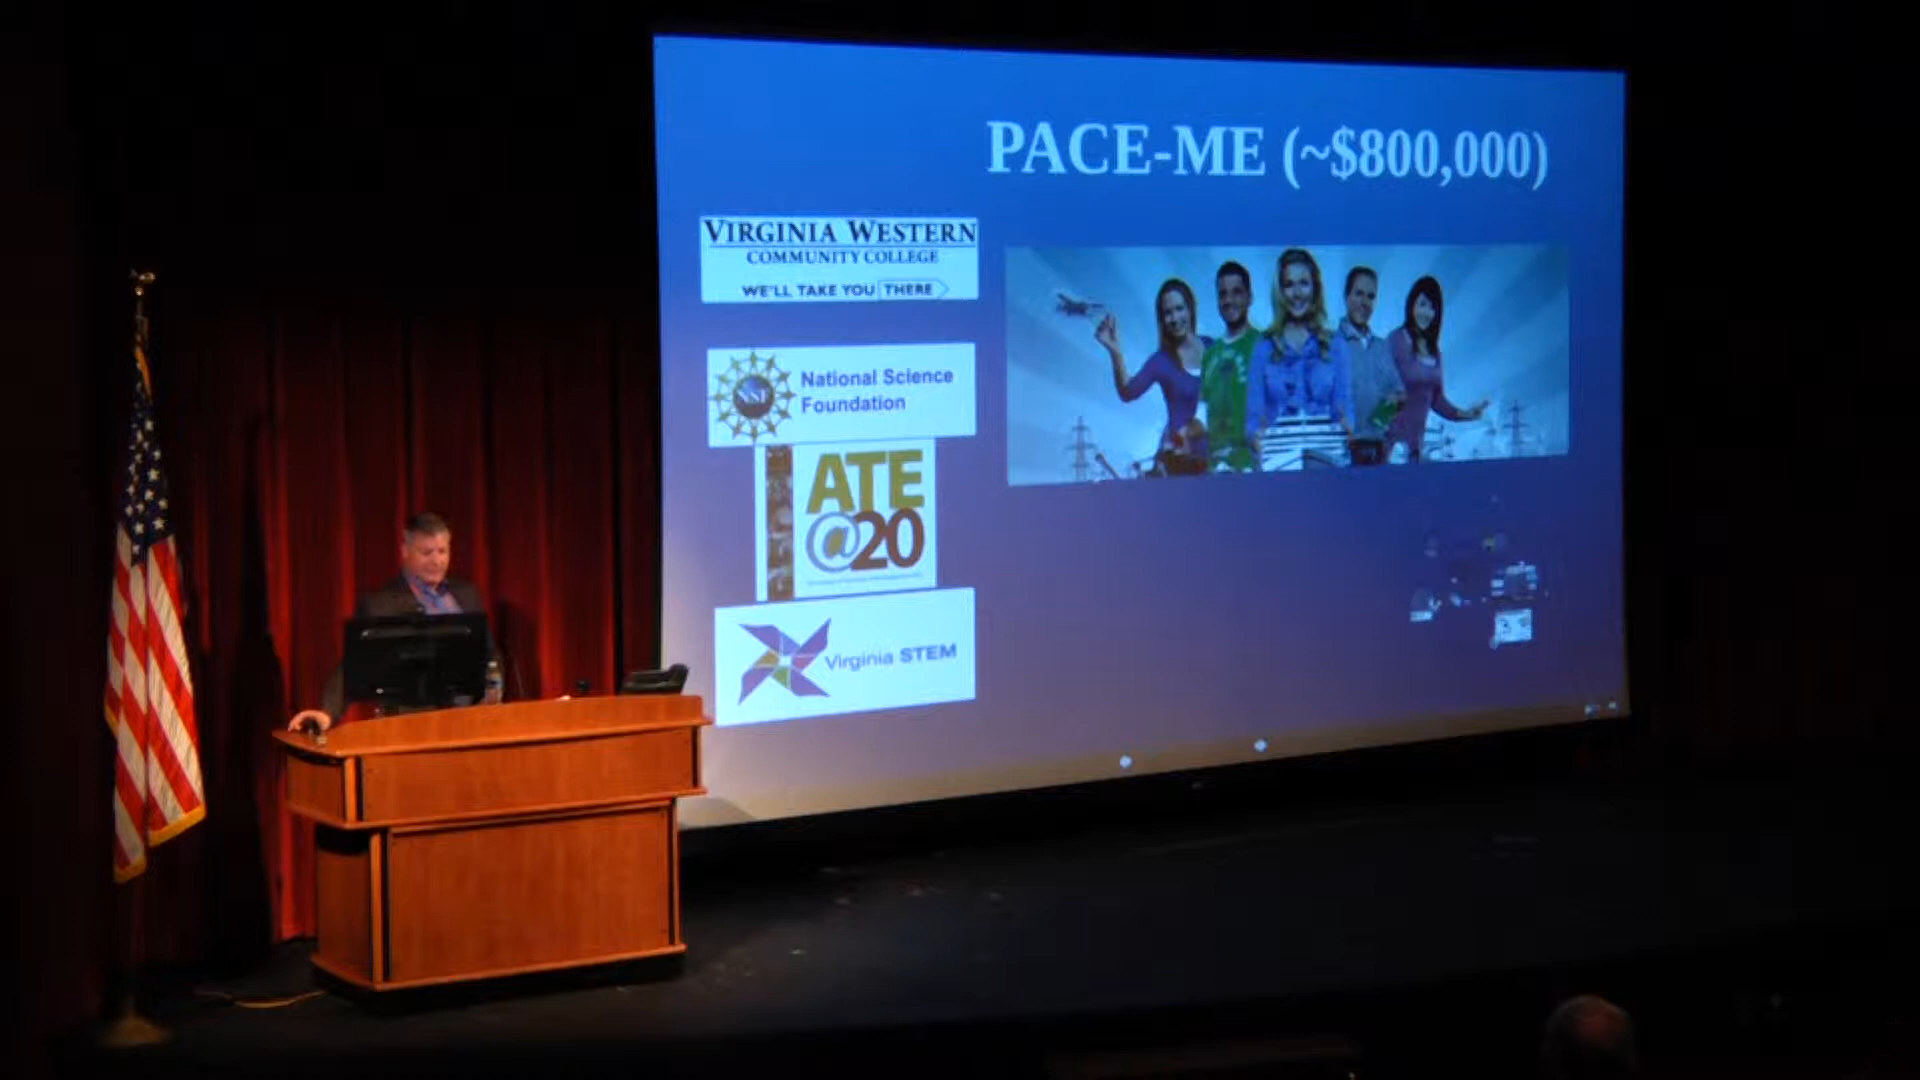 PACE-ME (~$800,000)
VIRGINIA WESTERN
COMMUNITY COLLEGE
WE'LL TAKE YOU THERE
NSF
National Science
Foundation
ATE
@20
Virginia STEM